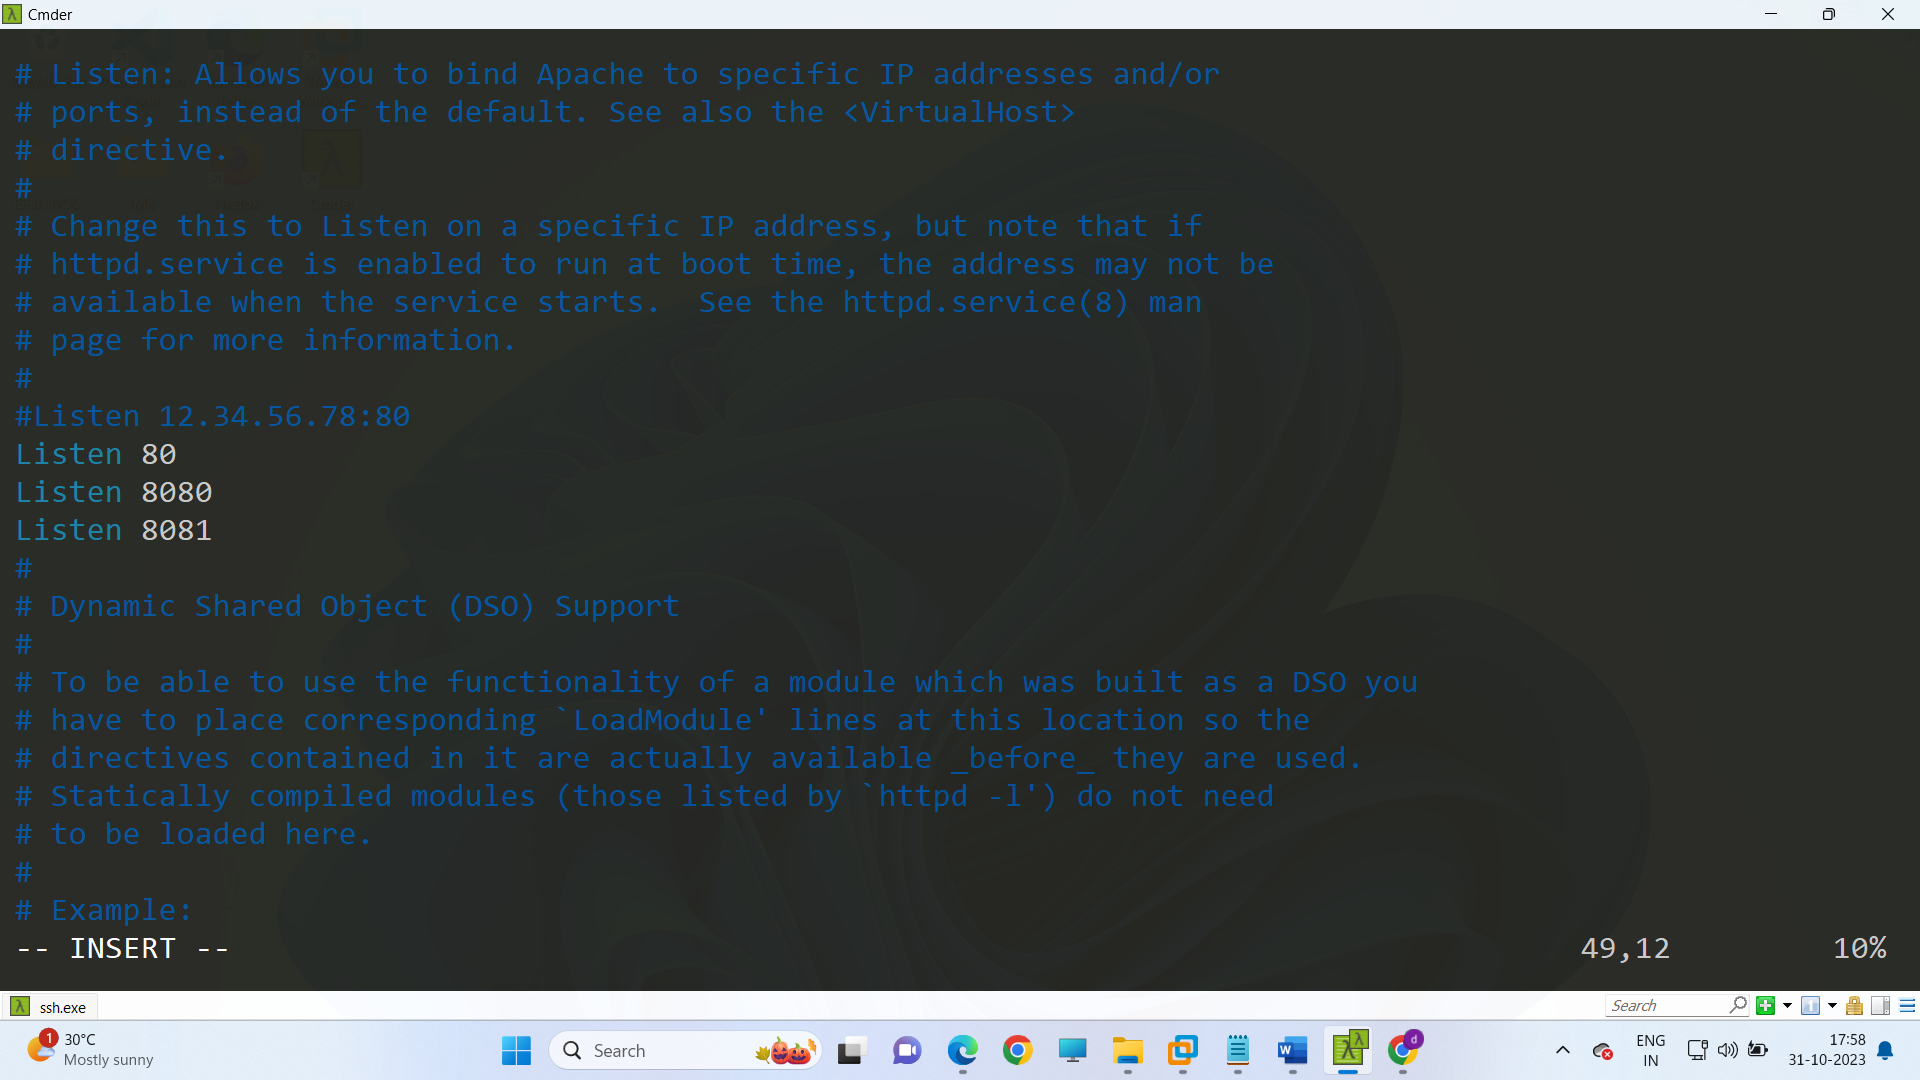 Cmder
# Listen: Allows you to bind Apache to specific IP addresses and/or
# ports, instead of the default. See also the <VirtualHost>
# directive.
#
# Change this to Listen on a specific IP address, but note that if
# httpd.service is enabled to run at boot time, the address may not be
# available when the service starts.  See the httpd.service(8) man
# page for more information.
#
#Listen 12.34.56.78:80
Listen 80
Listen 8080
Listen 8081
#
# Dynamic Shared Object (DSO) Support
#
# To be able to use the functionality of a module which was built as a DSO you
# have to place corresponding `LoadModule' lines at this location so the
# directives contained in it are actually available _before_ they are used.
# Statically compiled modules (those listed by `httpd -l') do not need
# to be loaded here.
#
# Example:
-- INSERT -- 49,12 10%
ssh.exe Search
1 30°C
Mostly sunny
Search
W
d
ENG
IN
17:58
31-10-2023